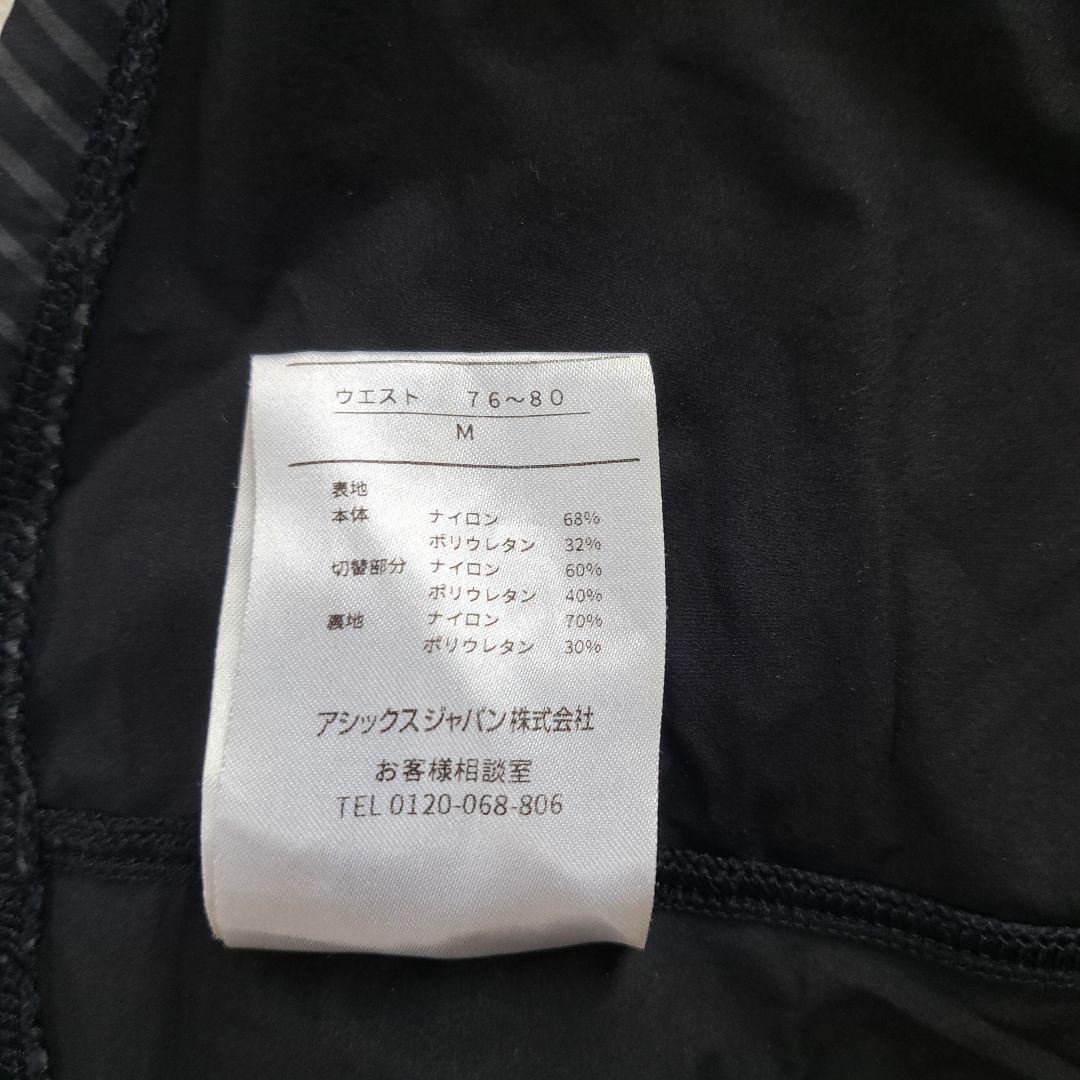 ウエスト 76～80
M
表地
本体 ナイロン 68%
ポリウレタン 32%
切替部分 ナイロン 60%
ポリウレタン 40%
裏地 ナイロン 70%
ポリウレタン 30%
アシックスジャパン株式会社
お客様相談室
TEL 0120-068-806